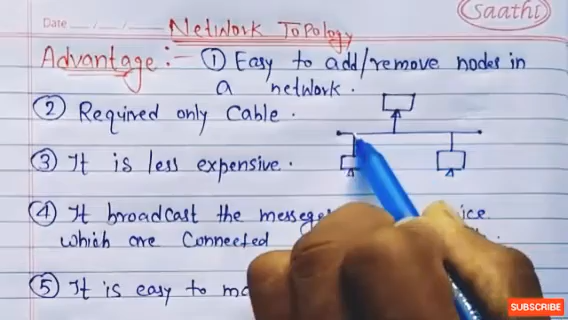 Saathi
Date
Network Topology
Advantage :- ① Easy to add/remove nodes in
a network.
② Required only Cable.
③ It is less expensive.
④ It broadcast the messege
which are Connected
⑤ It is easy to
SUBSCRIBE